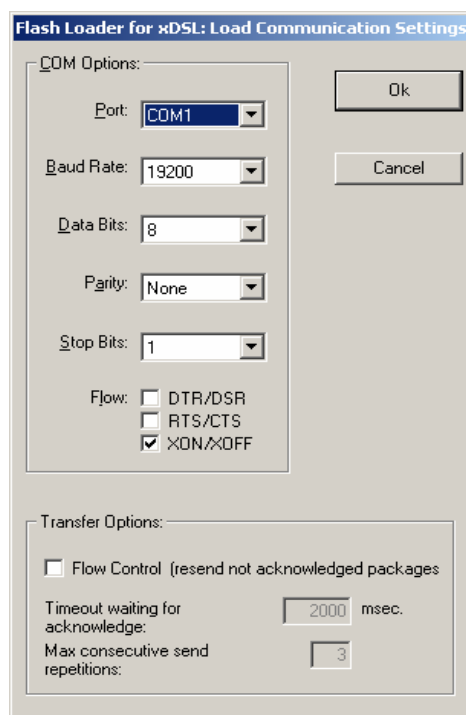 Flash Loader for xDSL: Load Communication Settings
COM Options:
Port: COM1
Ok
Baud Rate: 19200
Cancel
Data Bits: 8
Parity: None
Stop Bits: 1
Flow: DTR/DSR
RTS/CTS
XON/XOFF
Transfer Options:
Flow Control (resend not acknowledged packages
Timeout waiting for
acknowledge:
2000 msec.
Max consecutive send
repetitions:
3